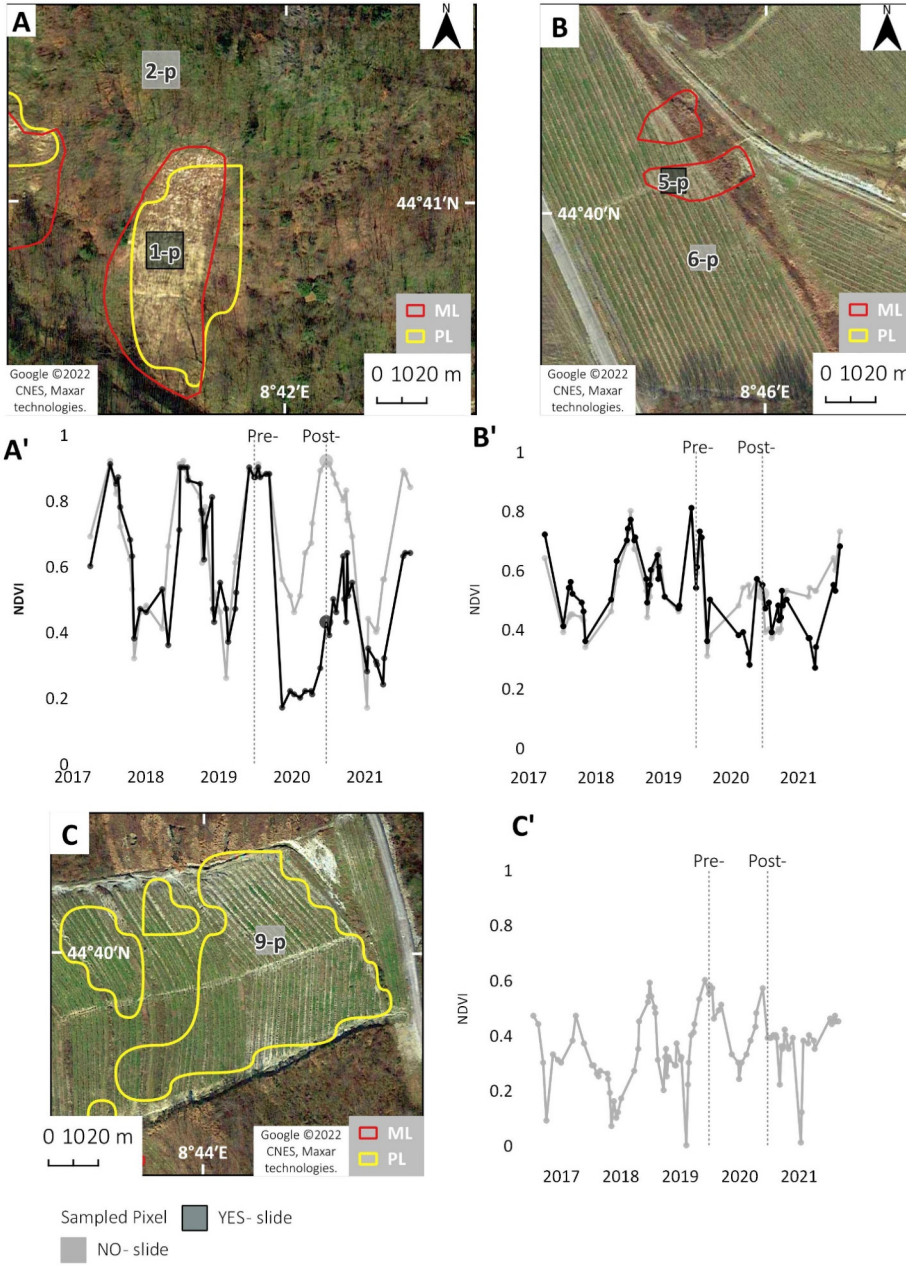 A
N
2-p
1-p
44°41'N
ML
PL
Google ©2022
CNES, Maxar
technologies.
8°42'E
0 1020 m
B
N
5-p
44°40'N
6-p
ML
PL
Google ©2022
CNES, Maxar
technologies.
8°46'E
0 1020 m
A'
Pre-
Post-
1
0.8
0.6
0.4
0.2
0
NDVI
2017
2018
2019
2020
2021
B'
Pre-
Post-
1
0.8
0.6
0.4
0.2
0
NDVI
2017
2018
2019
2020
2021
C
44°40'N
9-p
0 1020 m
8°44'E
Google ©2022
CNES, Maxar
technologies.
ML
PL
C'
Pre-
Post-
1
0.8
0.6
0.4
0.2
0
NDVI
2017
2018
2019
2020
2021
Sampled Pixel YES- slide
NO- slide